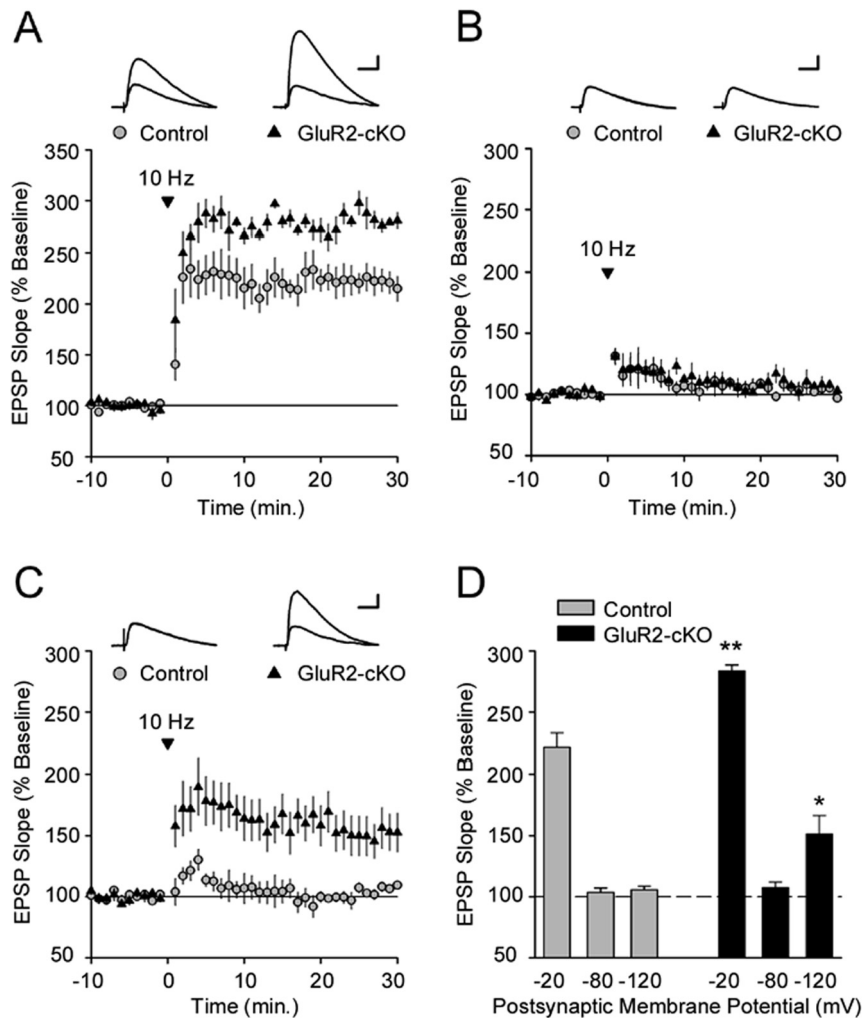 A
Control
GluR2-cKO
10 Hz
EPSP Slope (% Baseline)
350
300
250
200
150
100
50
-10
0
10
20
30
Time (min.)
B
Control
GluR2-cKO
10 Hz
EPSP Slope (% Baseline)
300
250
200
150
100
50
-10
0
10
20
30
Time (min.)
C
Control
GluR2-cKO
10 Hz
EPSP Slope (% Baseline)
300
250
200
150
100
50
-10
0
10
20
30
Time (min.)
D
Control
GluR2-cKO
**
*
EPSP Slope (% Baseline)
300
250
200
150
100
50
-20 -80 -120 -20 -80 -120
Postsynaptic Membrane Potential (mV)